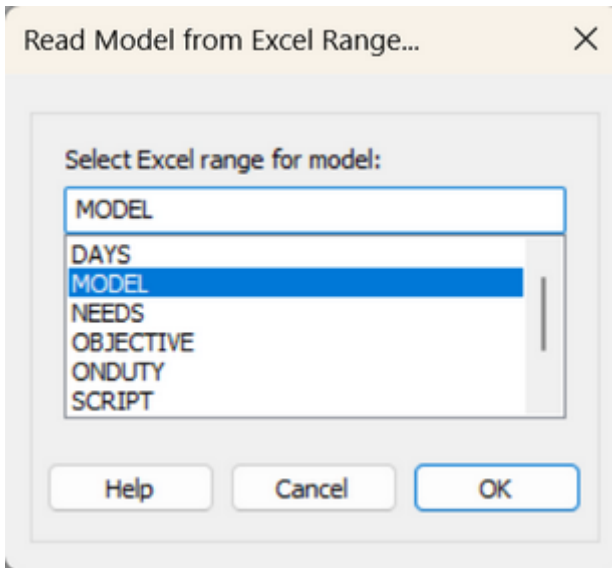 Read Model from Excel Range...
Select Excel range for model:
MODEL
DAYS
MODEL
NEEDS
OBJECTIVE
ONDUTY
SCRIPT
Help Cancel OK